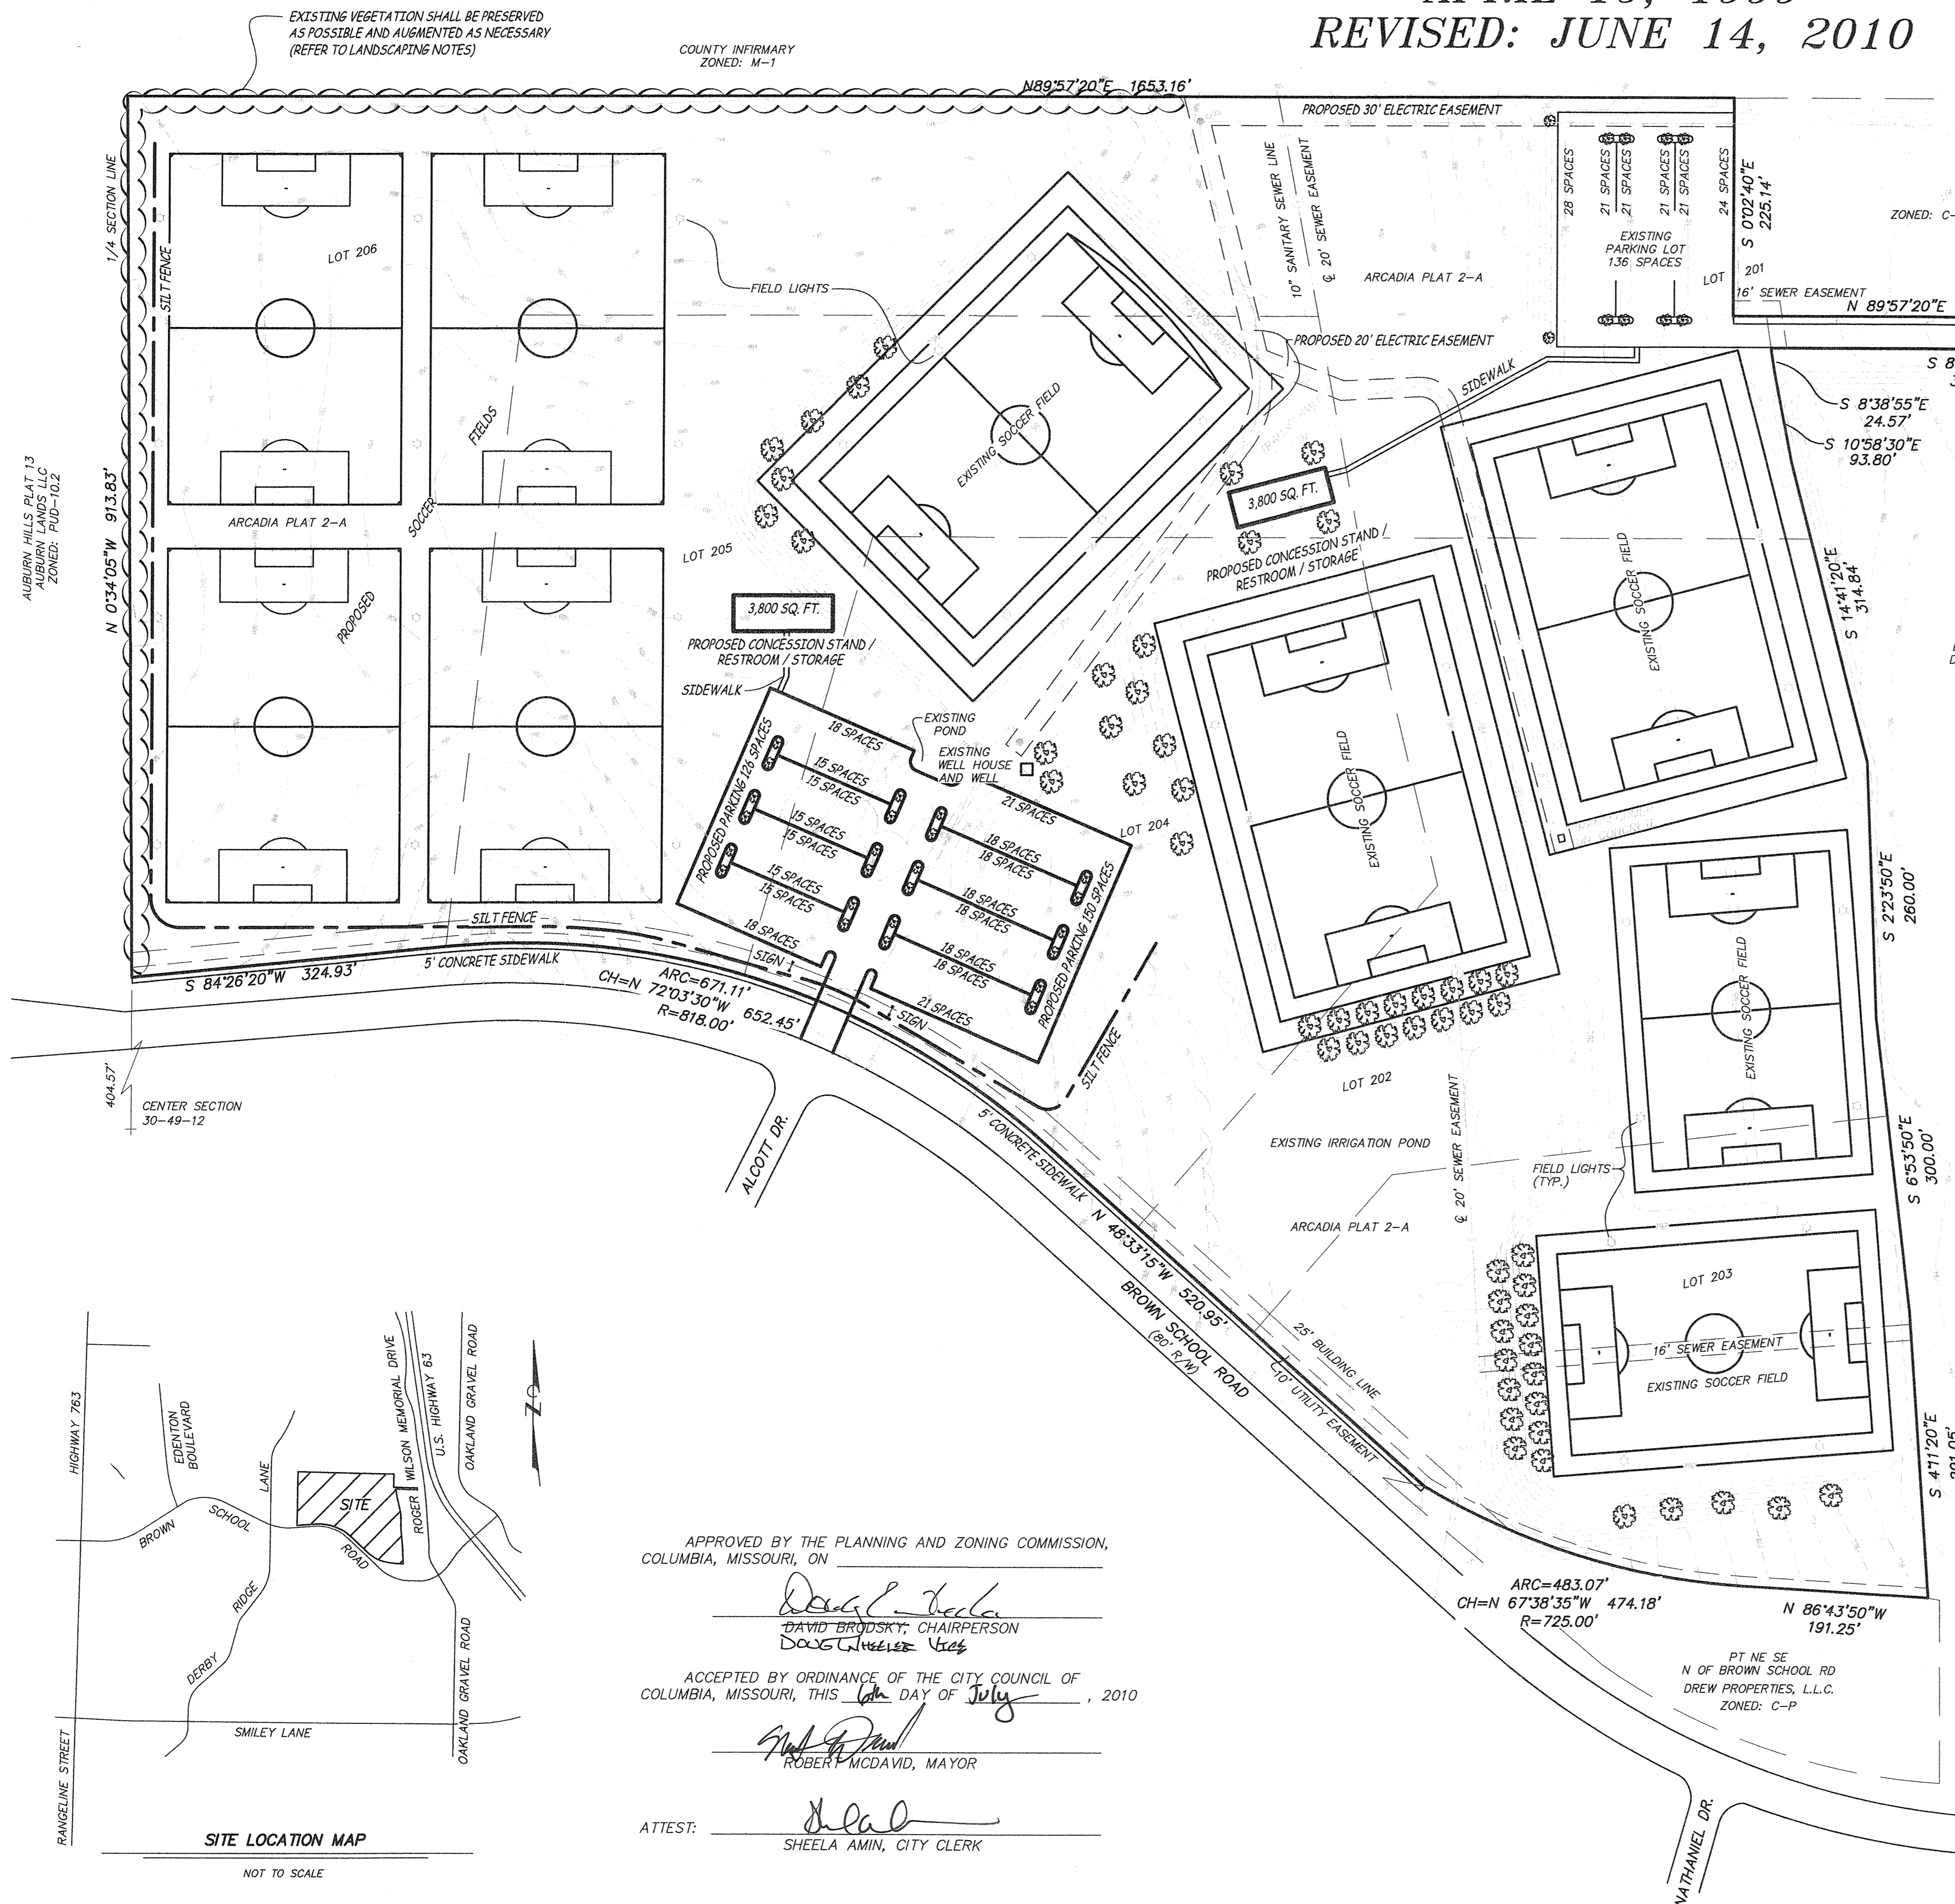 REVISED: JUNE 14, 2010
EXISTING VEGETATION SHALL BE PRESERVED
AS POSSIBLE AND AUGMENTED AS NECESSARY
(REFER TO LANDSCAPING NOTES)
COUNTY INFIRMARY
ZONED: M-1
N89°57'20"E 1653.16'
PROPOSED 30' ELECTRIC EASEMENT
1/4 SECTION LINE
SILT FENCE
LOT 206
FIELD LIGHTS
10" SANITARY SEWER LINE
℄ 20' SEWER EASEMENT
ARCADIA PLAT 2-A
28 SPACES
21 SPACES
21 SPACES
21 SPACES
21 SPACES
24 SPACES
EXISTING
PARKING LOT
136 SPACES
S 0°02'40"E
225.14'
LOT 201
16' SEWER EASEMENT
N 89°57'20"E
PROPOSED 20' ELECTRIC EASEMENT
SIDEWALK
S 8°38'55"E
24.57'
S 10°58'30"E
93.80'
AUBURN HILLS PLAT 13
AUBURN LANDS LLC
ZONED: PUD-10.2
N 0°34'05"W 913.83'
ARCADIA PLAT 2-A
PROPOSED
SOCCER
FIELDS
LOT 205
EXISTING SOCCER FIELD
3,800 SQ. FT.
PROPOSED CONCESSION STAND /
RESTROOM / STORAGE
3,800 SQ. FT.
PROPOSED CONCESSION STAND /
RESTROOM / STORAGE
SIDEWALK
EXISTING SOCCER FIELD
EXISTING SOCCER FIELD
S 14°41'20"E
314.84'
EXISTING
POND
EXISTING
WELL HOUSE
AND WELL
PROPOSED PARKING 126 SPACES
18 SPACES
15 SPACES
15 SPACES
15 SPACES
15 SPACES
15 SPACES
15 SPACES
18 SPACES
21 SPACES
18 SPACES
18 SPACES
18 SPACES
18 SPACES
18 SPACES
18 SPACES
21 SPACES
PROPOSED PARKING 150 SPACES
LOT 204
SIGN
SIGN
SILT FENCE
SILT FENCE
S 84°26'20"W 324.93'
5' CONCRETE SIDEWALK
ARC=671.11'
CH=N 72°03'30"W 652.45'
R=818.00'
404.57'
CENTER SECTION
30-49-12
ALCOTT DR.
5' CONCRETE SIDEWALK
S 2°23'50"E
260.00'
EXISTING SOCCER FIELD
LOT 202
EXISTING IRRIGATION POND
℄ 20' SEWER EASEMENT
FIELD LIGHTS
(TYP.)
S 6°53'50"E
300.00'
ARCADIA PLAT 2-A
N 48°33'15"W 520.95'
BROWN SCHOOL ROAD
(80' R/W)
25' BUILDING LINE
10' UTILITY EASEMENT
LOT 203
16' SEWER EASEMENT
EXISTING SOCCER FIELD
S 4°11'20"E
ARC=483.07'
CH=N 67°38'35"W 474.18'
R=725.00'
N 86°43'50"W
191.25'
PT NE SE
N OF BROWN SCHOOL RD
DREW PROPERTIES, L.L.C.
ZONED: C-P
NATHANIEL DR.
HIGHWAY 763
EDENTON
BOULEVARD
LANE
WILSON MEMORIAL DRIVE
U.S. HIGHWAY 63
OAKLAND GRAVEL ROAD
SITE
ROGER
BROWN
SCHOOL
ROAD
RIDGE
DERBY
OAKLAND GRAVEL ROAD
SMILEY LANE
RANGELINE STREET
N
SITE LOCATION MAP
NOT TO SCALE
APPROVED BY THE PLANNING AND ZONING COMMISSION,
COLUMBIA, MISSOURI, ON
DAVID BRODSKY, CHAIRPERSON
DOUG WHEELER VICE
ACCEPTED BY ORDINANCE OF THE CITY COUNCIL OF
COLUMBIA, MISSOURI, THIS 6th DAY OF July, 2010
ROBERT MCDAVID, MAYOR
ATTEST:
SHEELA AMIN, CITY CLERK